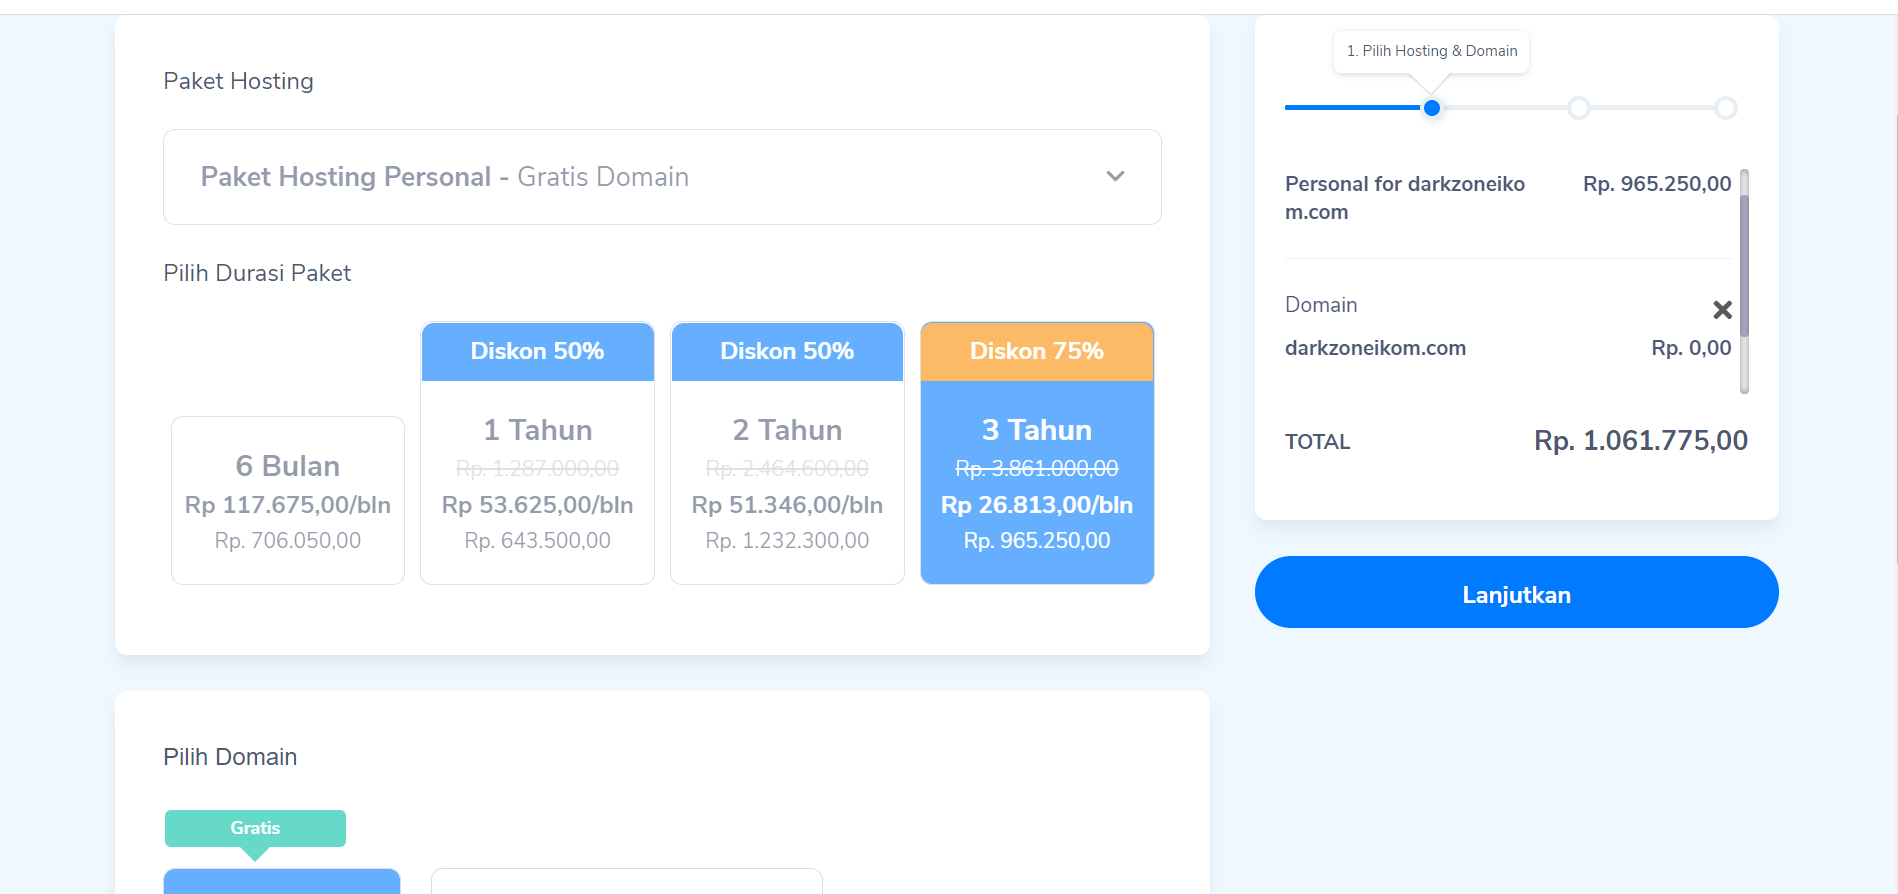 Paket Hosting
Paket Hosting Personal - Gratis Domain
Pilih Durasi Paket
6 Bulan
Rp 117.675,00/bln
Rp. 706.050,00
Diskon 50%
1 Tahun
Rp. 1.287.000,00
Rp 53.625,00/bln
Rp. 643.500,00
Diskon 50%
2 Tahun
Rp. 2.464.600,00
Rp 51.346,00/bln
Rp. 1.232.300,00
Diskon 75%
3 Tahun
Rp. 3.861.000,00
Rp 26.813,00/bln
Rp. 965.250,00
Pilih Domain
Gratis
1. Pilih Hosting & Domain
Personal for darkzoneiko Rp. 965.250,00
m.com
Domain
darkzoneikom.com Rp. 0,00
TOTAL Rp. 1.061.775,00
Lanjutkan